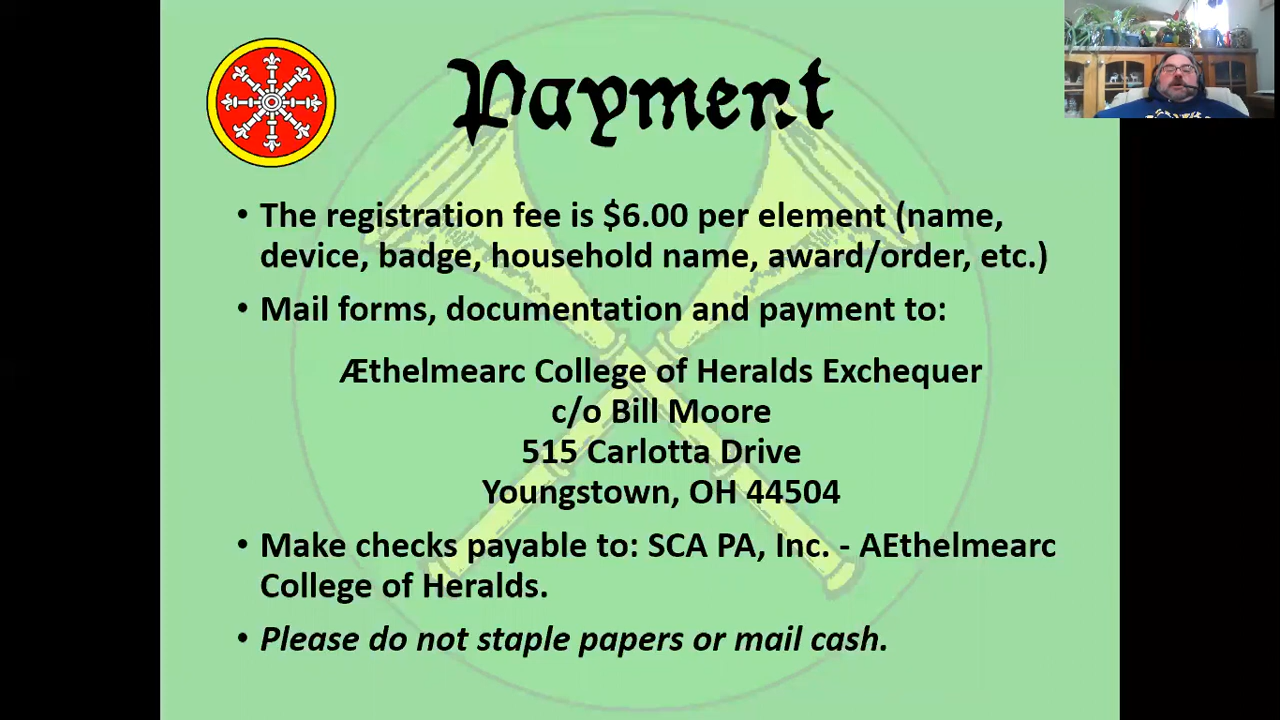 Payment
• The registration fee is $6.00 per element (name,
device, badge, household name, award/order, etc.)
• Mail forms, documentation and payment to:
Æthelmearc College of Heralds Exchequer
c/o Bill Moore
515 Carlotta Drive
Youngstown, OH 44504
• Make checks payable to: SCA PA, Inc. - AEthelmearc
College of Heralds.
• Please do not staple papers or mail cash.